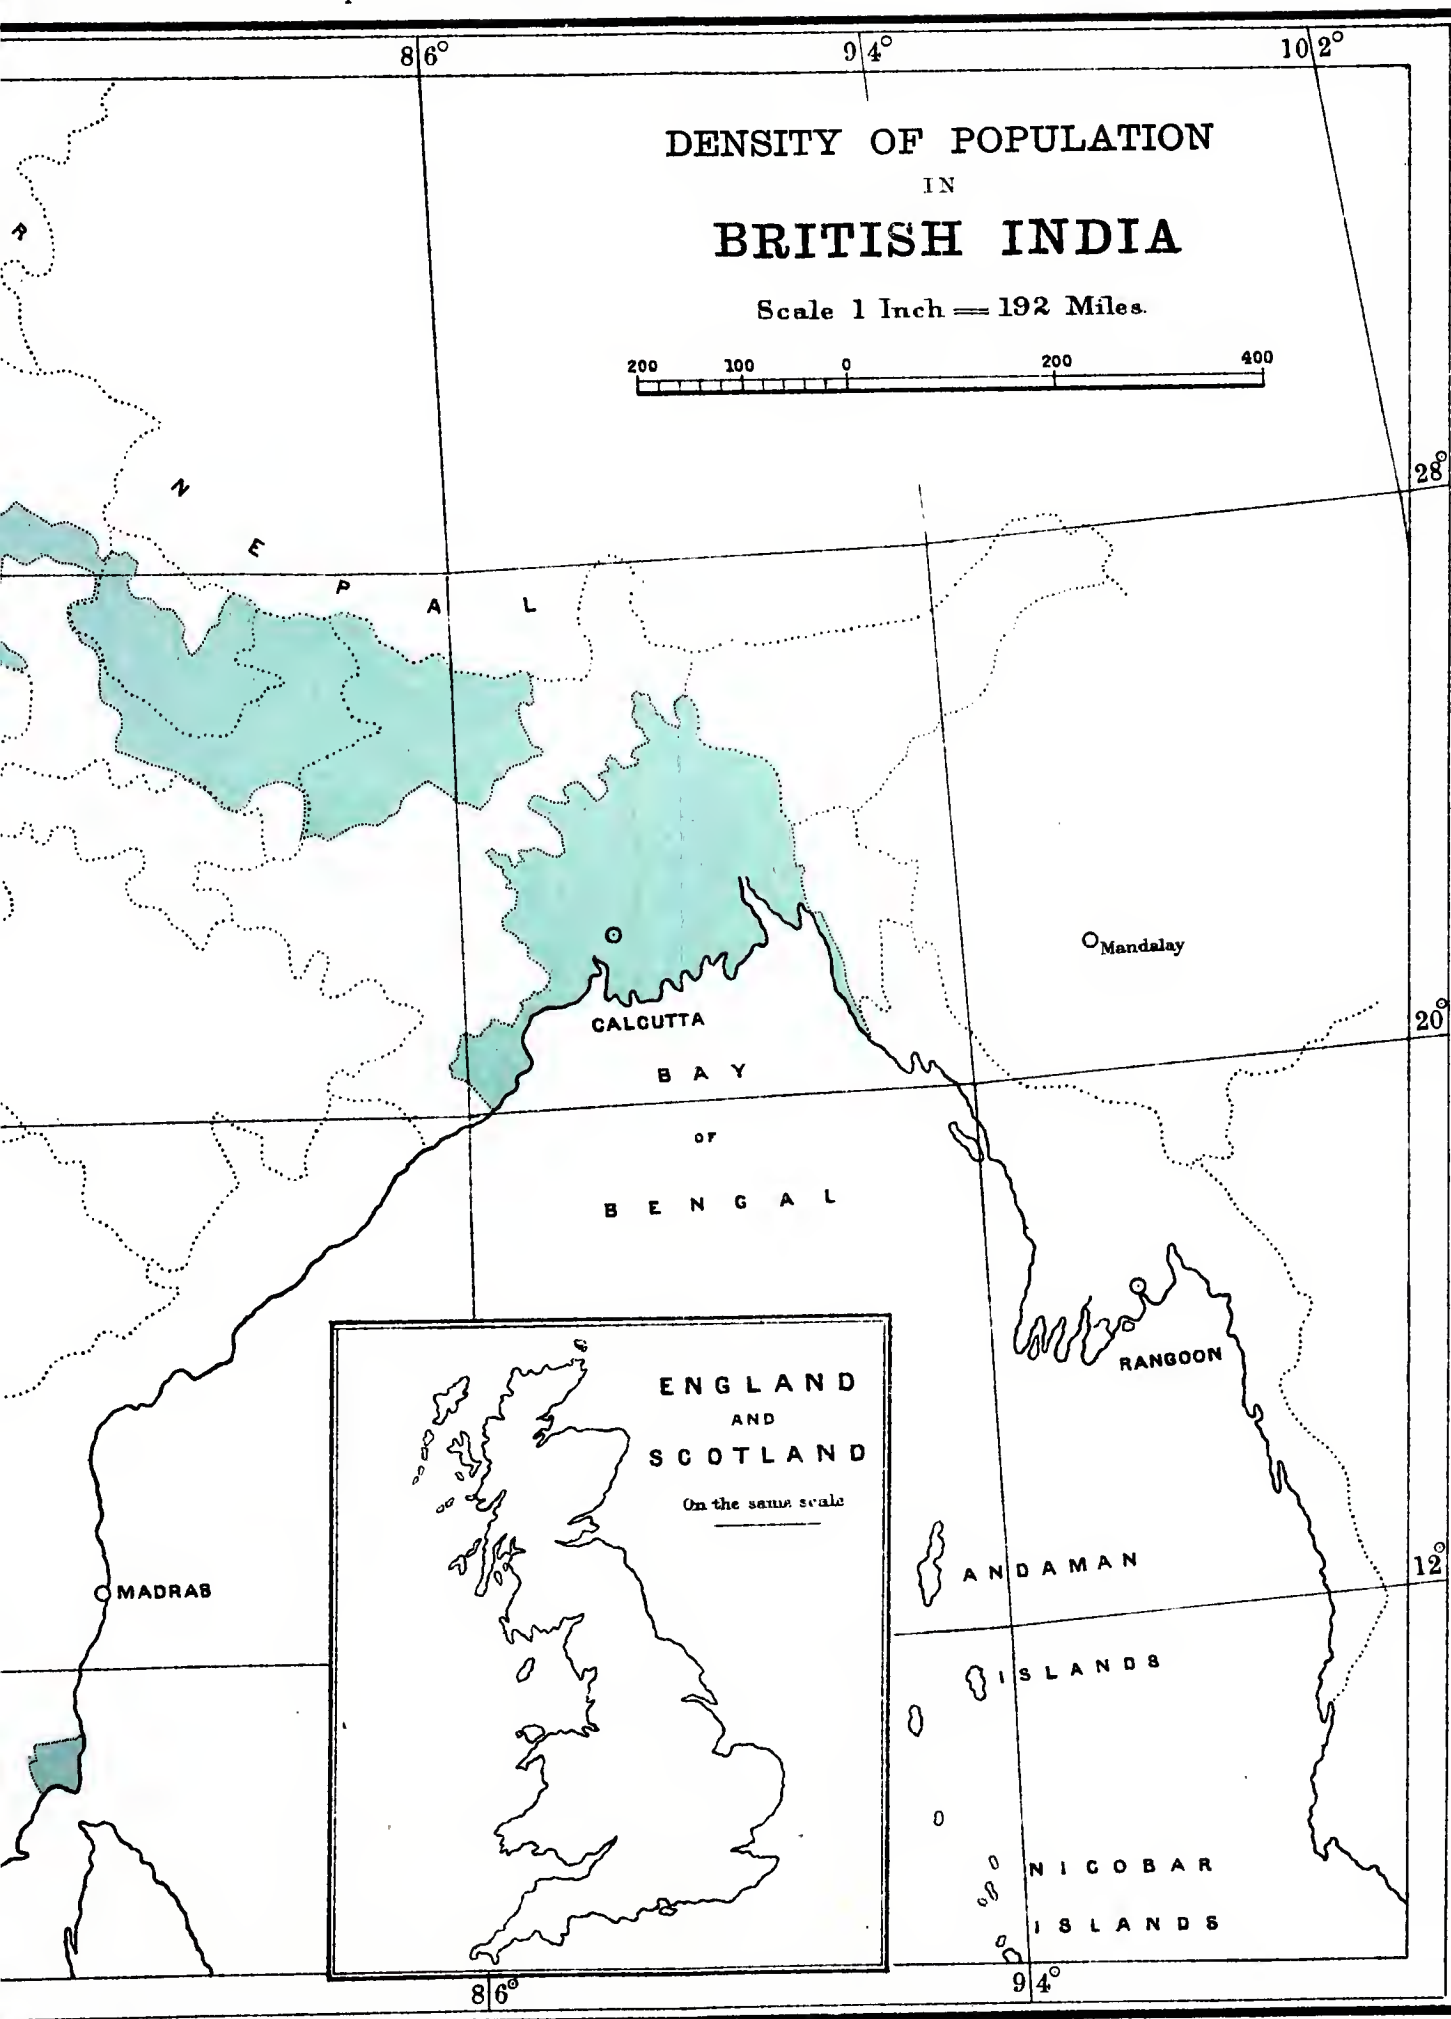 86°
94°
102°
DENSITY OF POPULATION
IN
BRITISH INDIA
Scale 1 Inch = 192 Miles.
200 100 0 200 400
R
28°
NEPAL
Mandalay
20°
CALCUTTA
BAY
OF
BENGAL
RANGOON
ENGLAND
AND
SCOTLAND
On the same scale
12°
ANDAMAN
ISLANDS
MADRAS
NICOBAR
ISLANDS
86°
94°